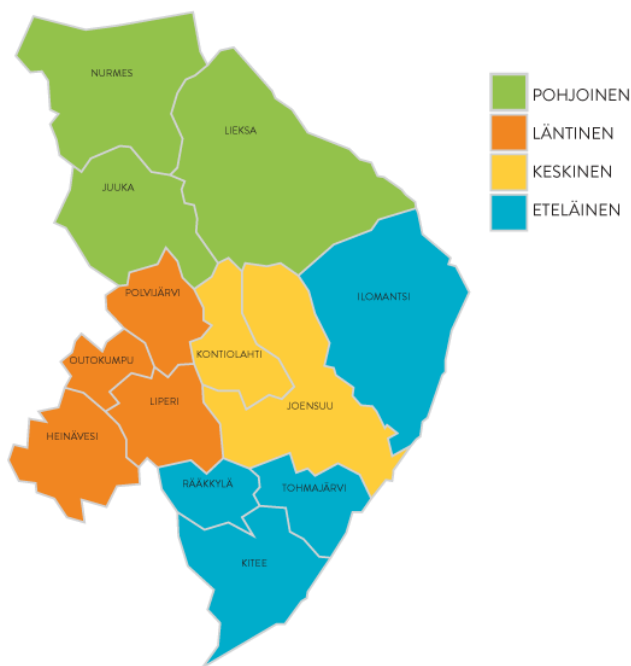 NURMES
LIEKSA
JUUKA
POLVIJÄRVI
ILOMANTSI
KONTIOLAHTI
OUTOKUMPU
LIPERI
JOENSUU
HEINÄVESI
RÄÄKKYLÄ
TOHMAJÄRVI
KITEE
POHJOINEN
LÄNTINEN
KESKINEN
ETELÄINEN